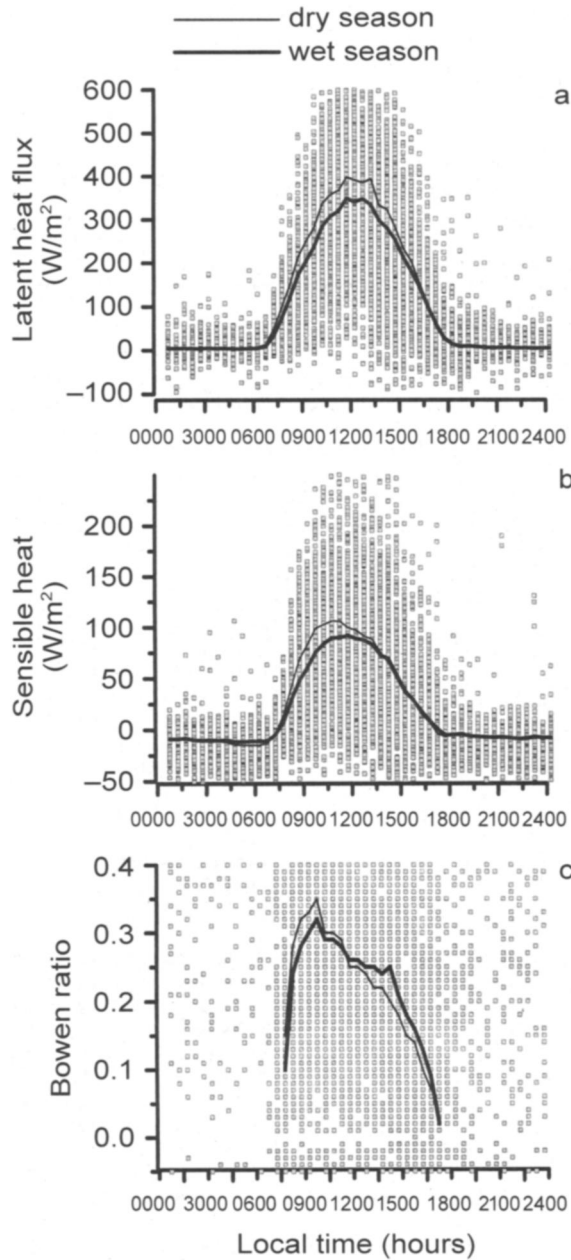 dry season
wet season
a
600
500
400
300
200
100
0
–100
Latent heat flux
(W/m²)
0000 3000 0600 0900 1200 1500 1800 2100 2400
b
200
150
100
50
0
–50
Sensible heat
(W/m²)
0000 3000 0600 0900 1200 1500 1800 2100 2400
c
0.4
0.3
0.2
0.1
0.0
Bowen ratio
0000 3000 0600 0900 1200 1500 1800 2100 2400
Local time (hours)